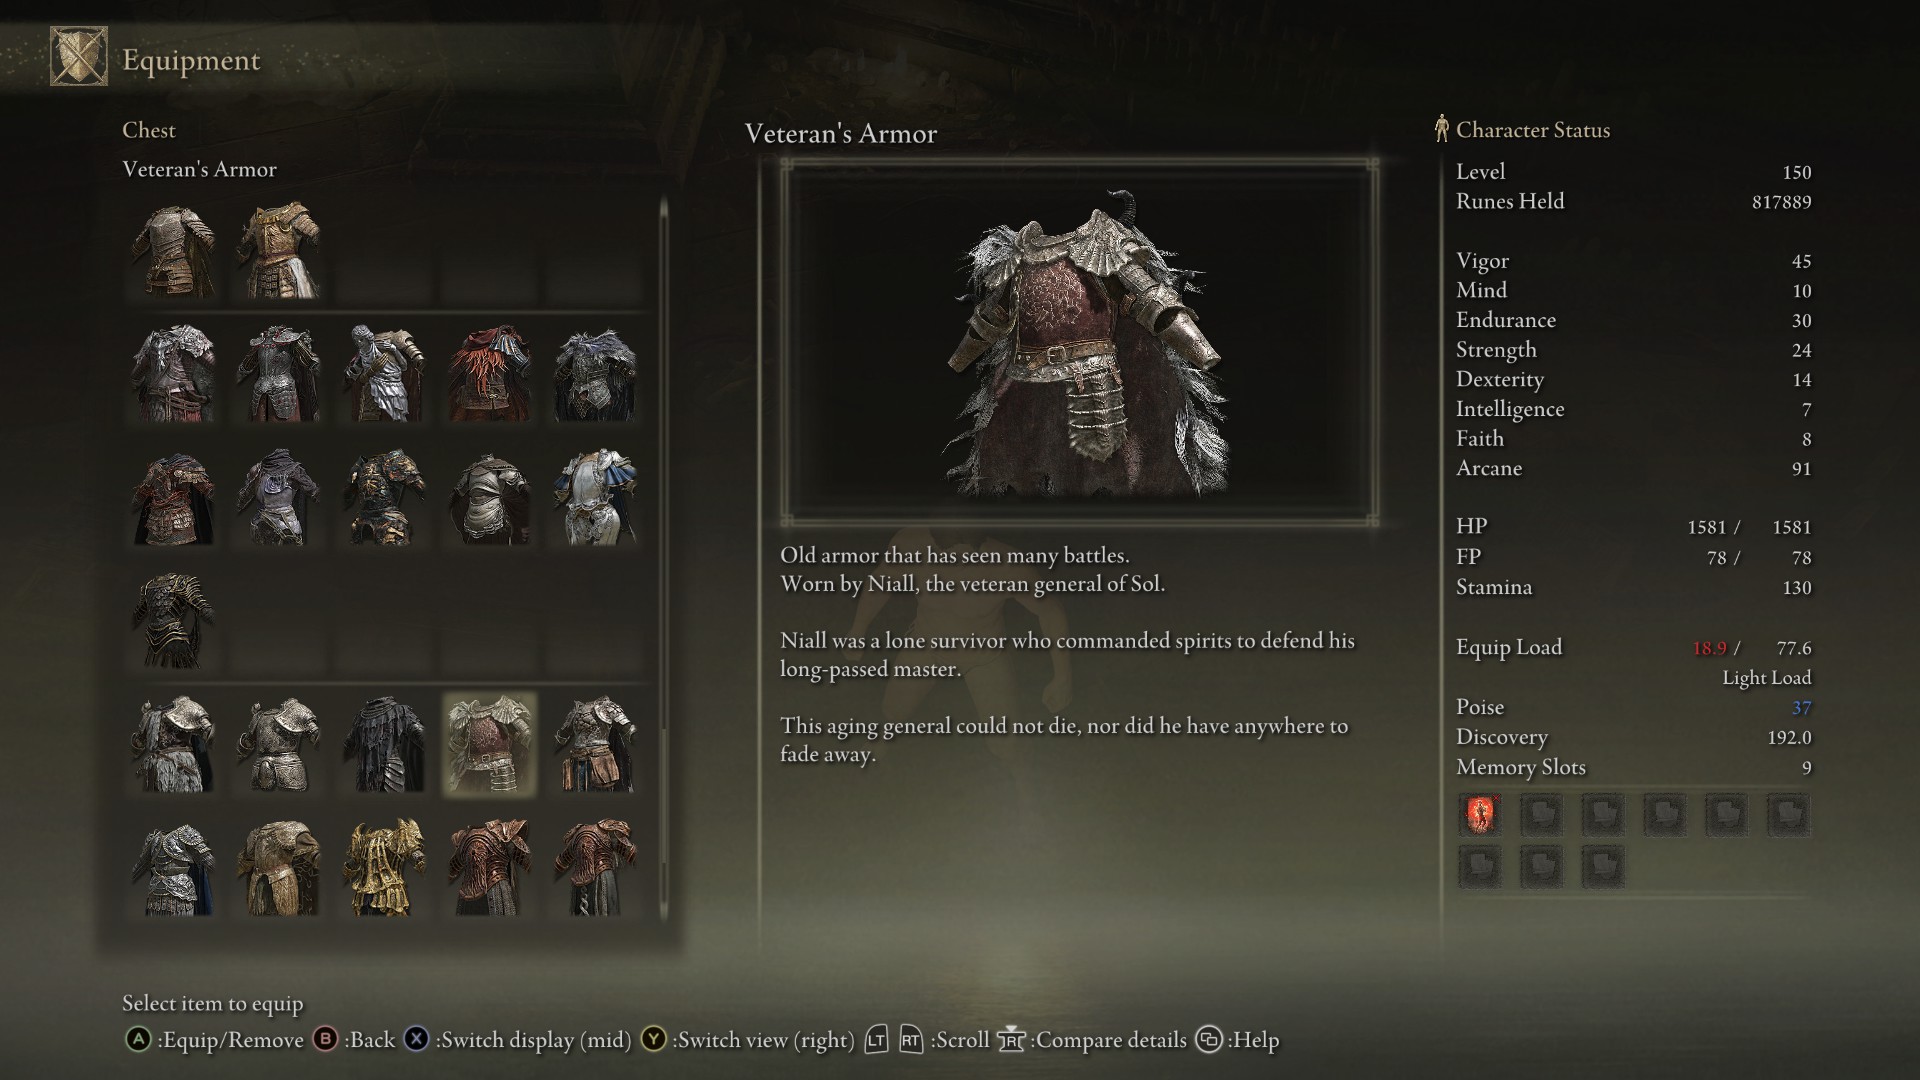 Equipment
Chest
Veteran's Armor
Veteran's Armor
Old armor that has seen many battles.
Worn by Niall, the veteran general of Sol.
Niall was a lone survivor who commanded spirits to defend his
long-passed master.
This aging general could not die, nor did he have anywhere to
fade away.
Character Status
Level 150
Runes Held 817889
Vigor 45
Mind 10
Endurance 30
Strength 24
Dexterity 14
Intelligence 7
Faith 8
Arcane 91
HP 1581 / 1581
FP 78 / 78
Stamina 130
Equip Load 18.9 / 77.6
Light Load
Poise 37
Discovery 192.0
Memory Slots 9
Select item to equip
A :Equip/Remove B :Back X :Switch display (mid) Y :Switch view (right) LT RT :Scroll R :Compare details :Help